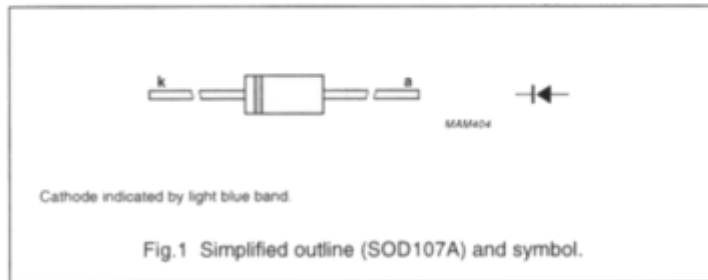 k
a
MAM404
Cathode indicated by light blue band.
Fig.1 Simplified outline (SOD107A) and symbol.